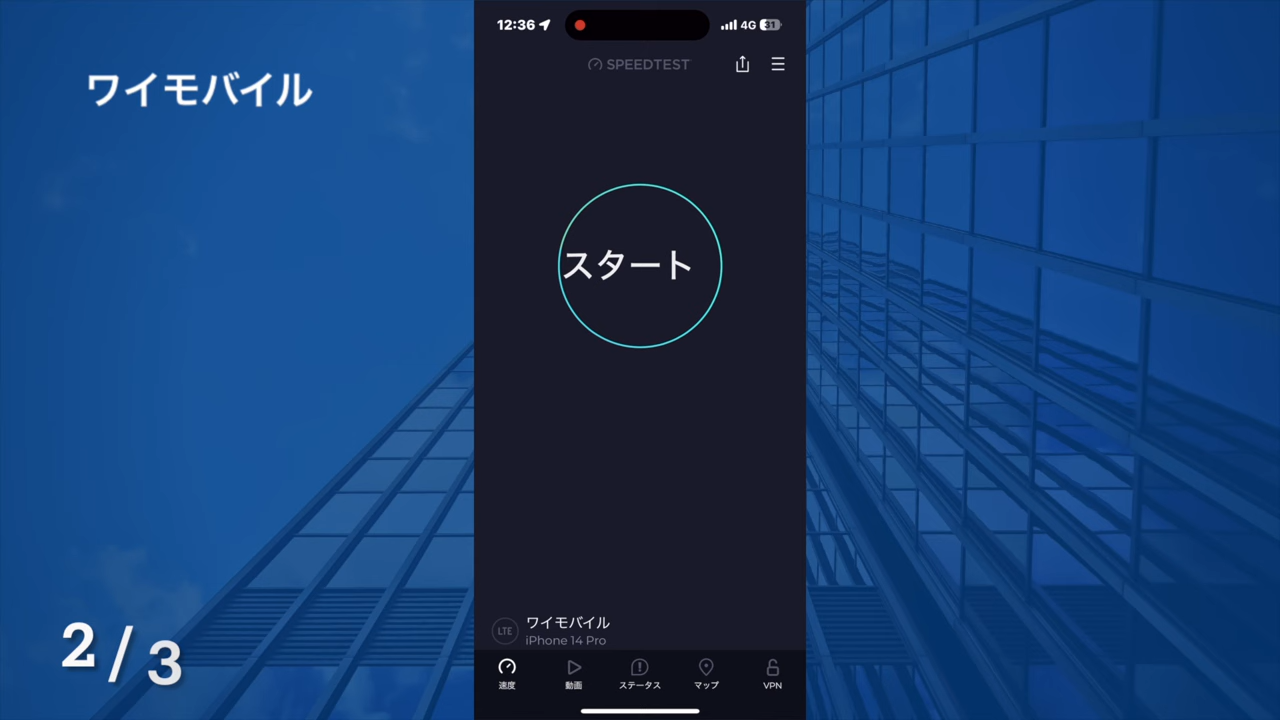 ワイモバイル
12:36
4G 31
SPEEDTEST
スタート
LTE
ワイモバイル
iPhone 14 Pro
速度
動画
ステータス
マップ
VPN
2/3